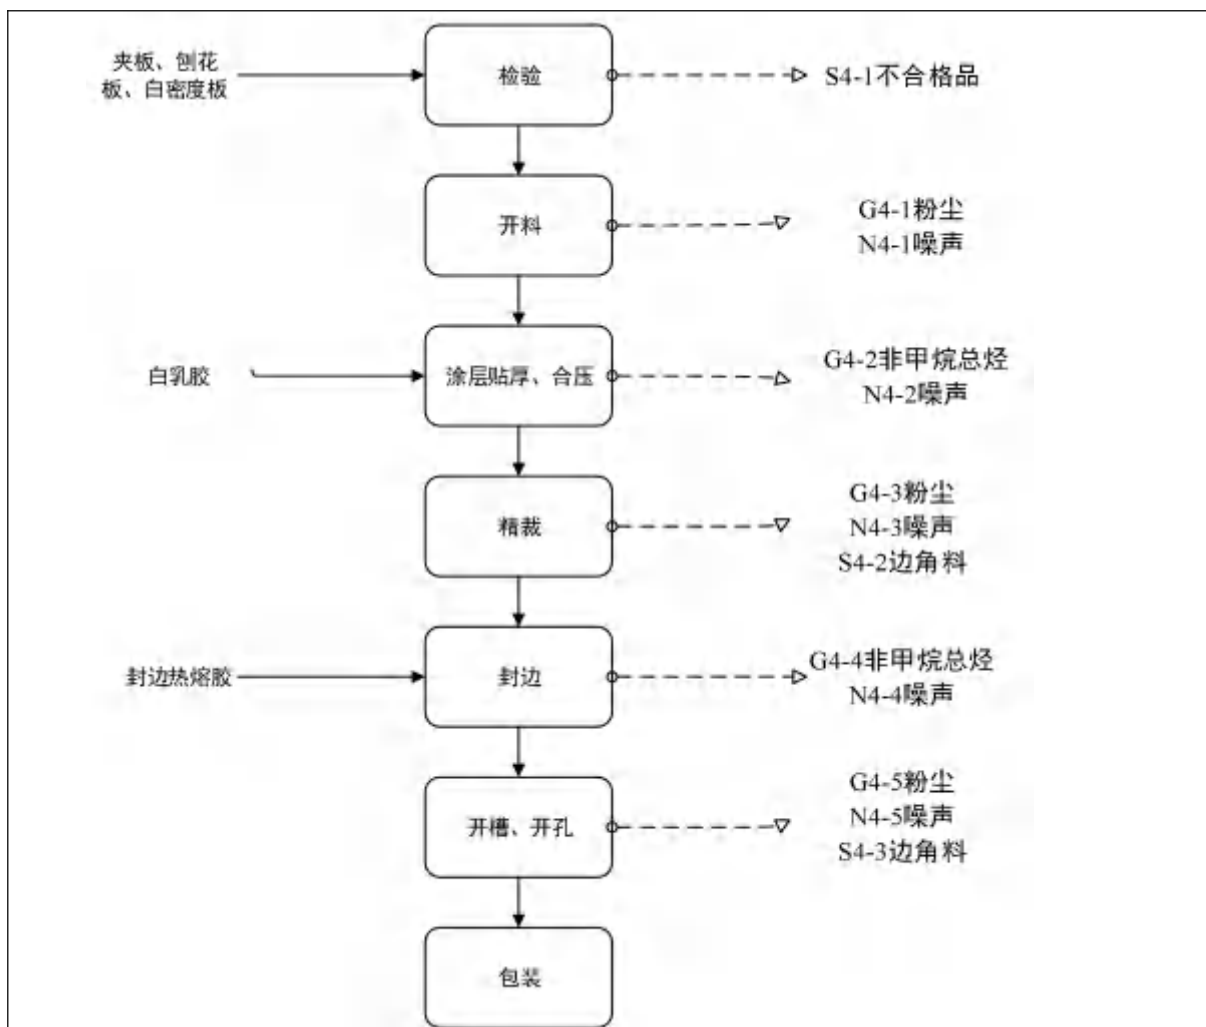 夹板、刨花
板、白密度板
检验
S4-1不合格品
开料
G4-1粉尘
N4-1噪声
白乳胶
涂层贴厚、合压
G4-2非甲烷总烃
N4-2噪声
精裁
G4-3粉尘
N4-3噪声
S4-2边角料
封边热熔胶
封边
G4-4非甲烷总烃
N4-4噪声
开槽、开孔
G4-5粉尘
N4-5噪声
S4-3边角料
包装